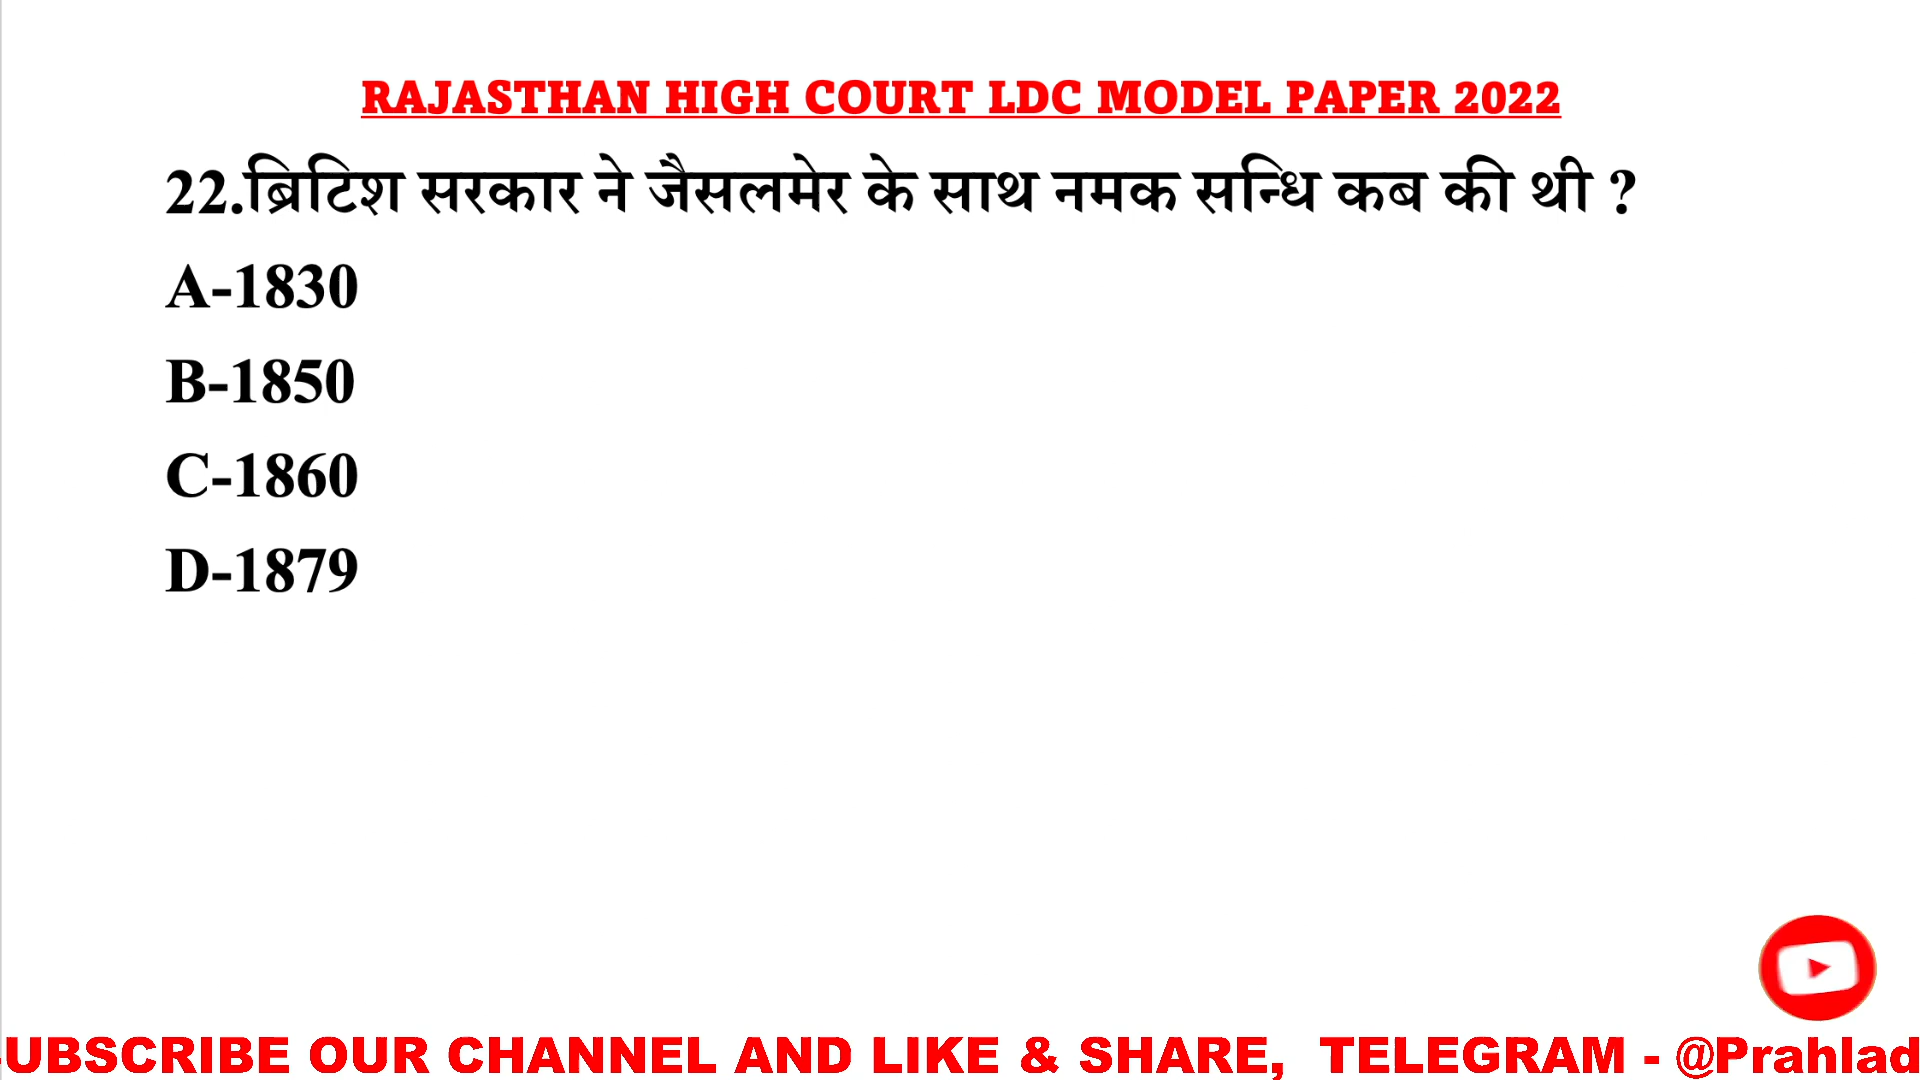 RAJASTHAN HIGH COURT LDC MODEL PAPER 2022
22.ब्रिटिश सरकार ने जैसलमेर के साथ नमक सन्धि कब की थी ?
A-1830
B-1850
C-1860
D-1879
UBSCRIBE OUR CHANNEL AND LIKE & SHARE, TELEGRAM - @Prahlad